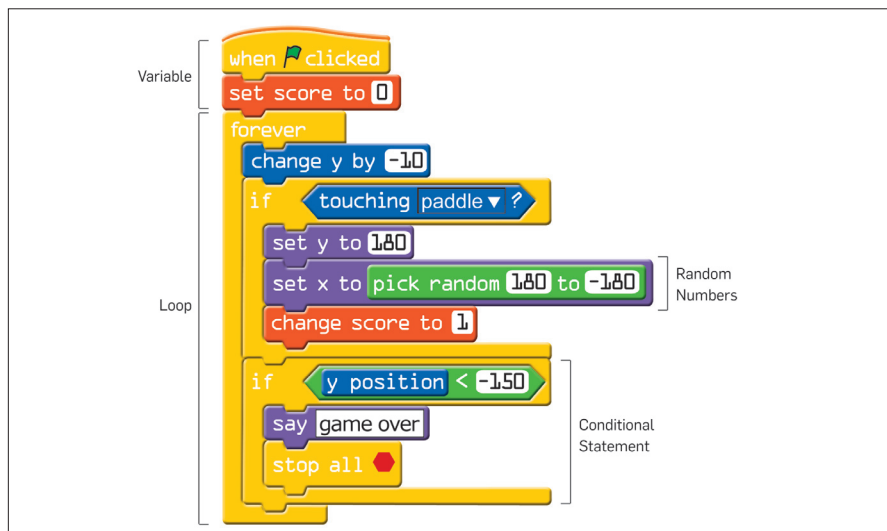 when clicked
Variable
set score to 0
forever
change y by -10
if touching paddle ?
set y to 180
set x to pick random 180 to -180
Random
Numbers
Loop
change score to 1
if y position < -150
say game over
Conditional
Statement
stop all